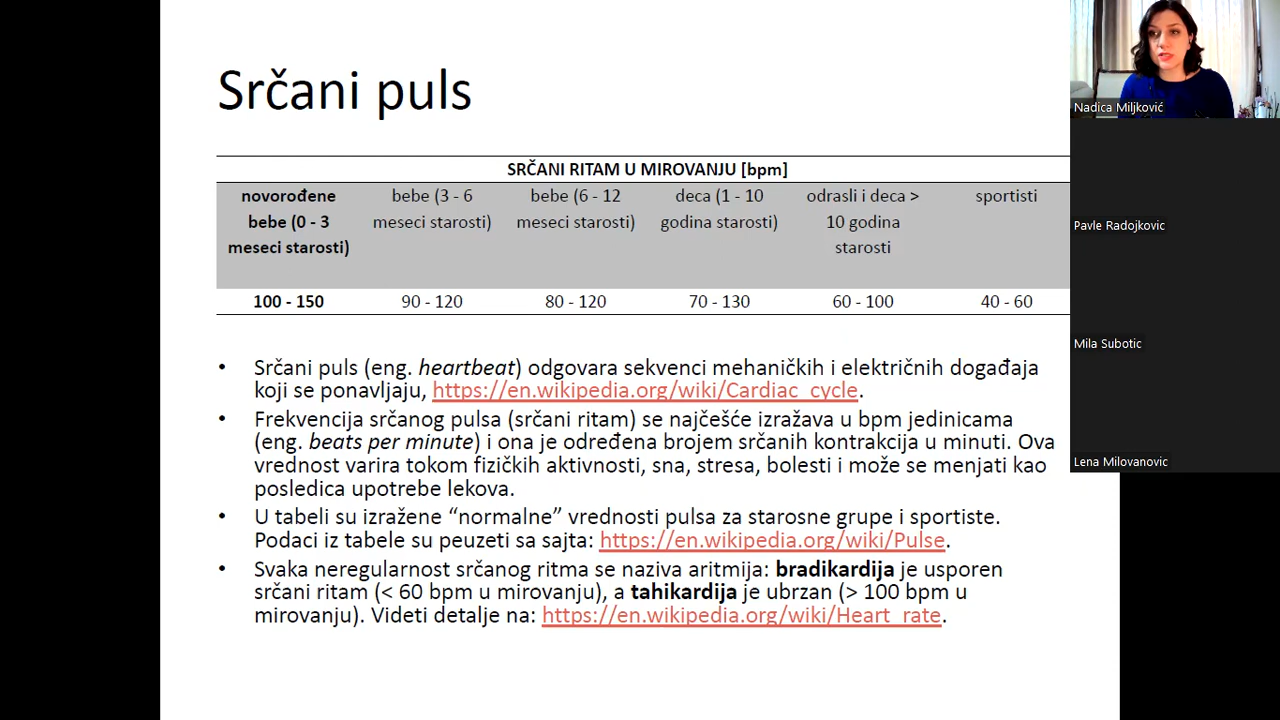 Srčani puls
SRČANI RITAM U MIROVANJU [bpm]
novorođene bebe (3 - 6 bebe (6 - 12 deca (1 - 10 odrasli i deca > sportisti
bebe (0 - 3 meseci starosti) meseci starosti) godina starosti) 10 godina
meseci starosti) starosti
100 - 150 90 - 120 80 - 120 70 - 130 60 - 100 40 - 60
• Srčani puls (eng. heartbeat) odgovara sekvenci mehaničkih i električnih događaja
koji se ponavljaju, https://en.wikipedia.org/wiki/Cardiac_cycle.
• Frekvencija srčanog pulsa (srčani ritam) se najčešće izražava u bpm jedinicama
(eng. beats per minute) i ona je određena brojem srčanih kontrakcija u minuti. Ova
vrednost varira tokom fizičkih aktivnosti, sna, stresa, bolesti i može se menjati kao
posledica upotrebe lekova.
• U tabeli su izražene “normalne” vrednosti pulsa za starosne grupe i sportiste.
Podaci iz tabele su peuzeti sa sajta: https://en.wikipedia.org/wiki/Pulse.
• Svaka neregularnost srčanog ritma se naziva aritmija: bradikardija je usporen
srčani ritam (< 60 bpm u mirovanju), a tahikardija je ubrzan (> 100 bpm u
mirovanju). Videti detalje na: https://en.wikipedia.org/wiki/Heart_rate.
Nadica Miljković
Pavle Radojkovic
Mila Subotic
Lena Milovanovic